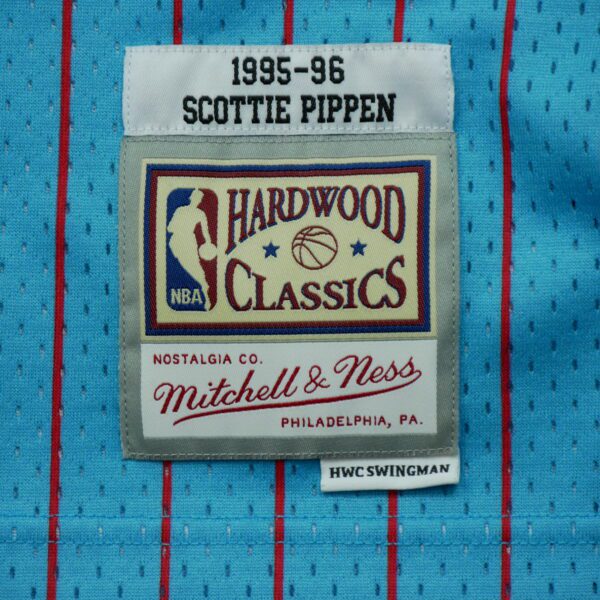 1995-96
SCOTTIE PIPPEN
HARDWOOD
CLASSICS
NBA
NOSTALGIA CO.
Mitchell & Ness
PHILADELPHIA, PA.
HWC SWINGMAN